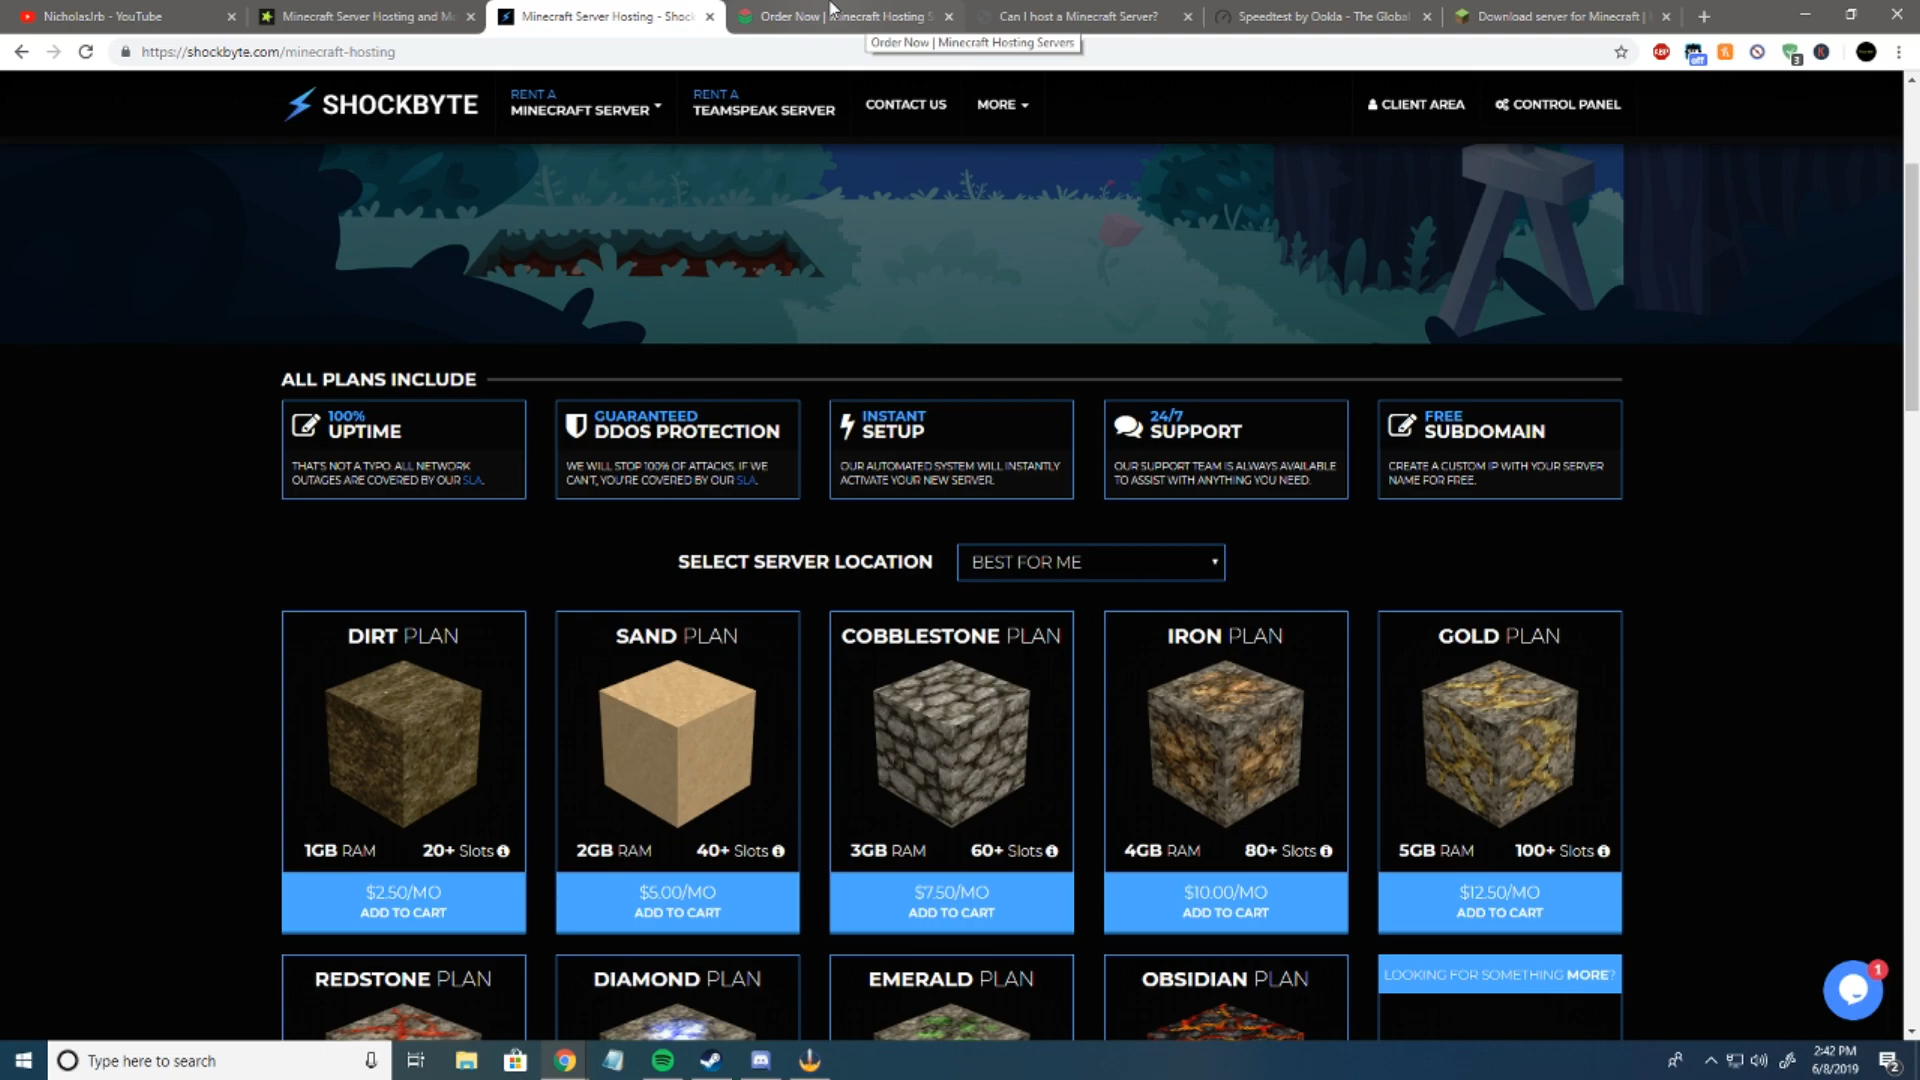 NicholasJrb - YouTube
Minecraft Server Hosting and Mo
Minecraft Server Hosting - Shock
Order Now | Minecraft Hosting S
Can I host a Minecraft Server?
Speedtest by Ookla - The Global
Download server for Minecraft |
https://shockbyte.com/minecraft-hosting
Order Now | Minecraft Hosting Servers
ABP
off
3
K
SHOCKBYTE
RENT A
MINECRAFT SERVER
RENT A
TEAMSPEAK SERVER
CONTACT US
MORE
CLIENT AREA
CONTROL PANEL
ALL PLANS INCLUDE
100%
UPTIME
THAT'S NOT A TYPO. ALL NETWORK
OUTAGES ARE COVERED BY OUR SLA.
GUARANTEED
DDOS PROTECTION
WE WILL STOP 100% OF ATTACKS. IF WE
CAN'T, YOU'RE COVERED BY OUR SLA.
INSTANT
SETUP
OUR AUTOMATED SYSTEM WILL INSTANTLY
ACTIVATE YOUR NEW SERVER.
24/7
SUPPORT
OUR SUPPORT TEAM IS ALWAYS AVAILABLE
TO ASSIST WITH ANYTHING YOU NEED.
FREE
SUBDOMAIN
CREATE A CUSTOM IP WITH YOUR SERVER
NAME FOR FREE.
SELECT SERVER LOCATION
BEST FOR ME
DIRT PLAN
1GB RAM 20+ Slots
$2.50/MO
ADD TO CART
SAND PLAN
2GB RAM 40+ Slots
$5.00/MO
ADD TO CART
COBBLESTONE PLAN
3GB RAM 60+ Slots
$7.50/MO
ADD TO CART
IRON PLAN
4GB RAM 80+ Slots
$10.00/MO
ADD TO CART
GOLD PLAN
5GB RAM 100+ Slots
$12.50/MO
ADD TO CART
REDSTONE PLAN
DIAMOND PLAN
EMERALD PLAN
OBSIDIAN PLAN
LOOKING FOR SOMETHING MORE?
1
Type here to search
2:42 PM
6/8/2019
2